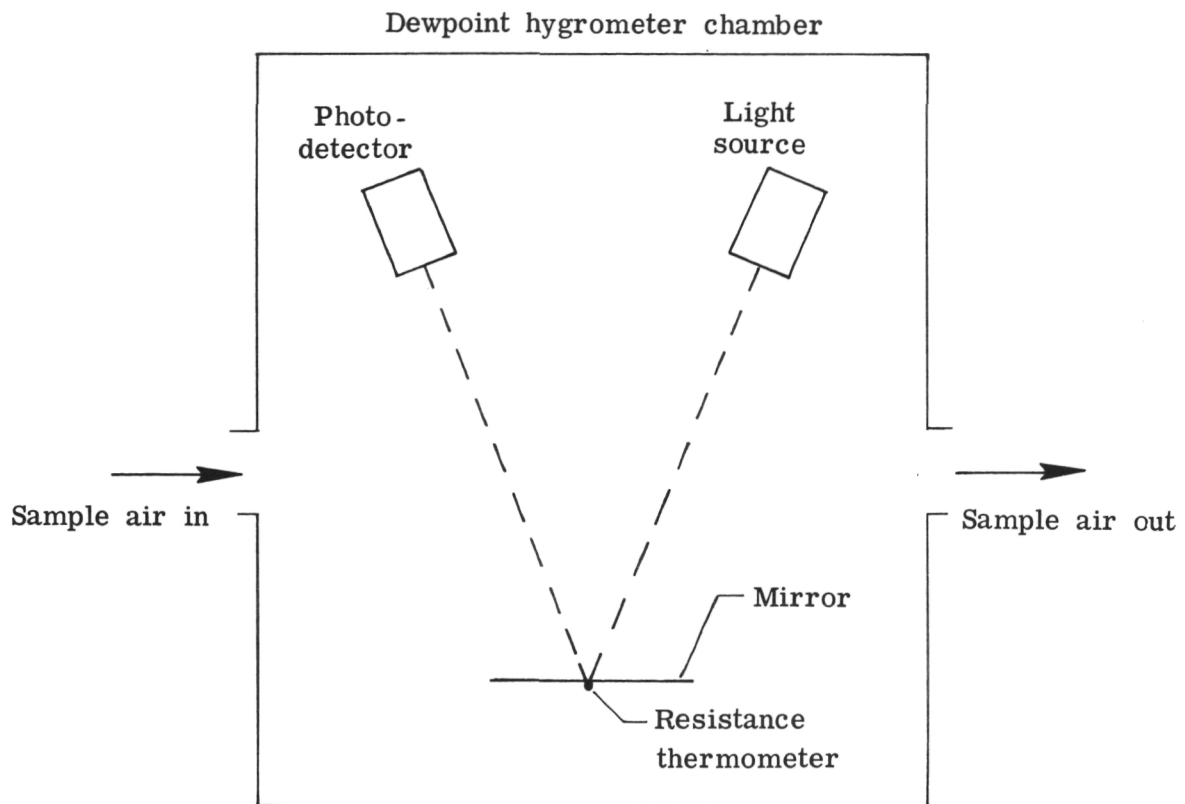 Dewpoint hygrometer chamber
Photo-
detector
Light
source
Sample air in
Sample air out
Mirror
Resistance
thermometer